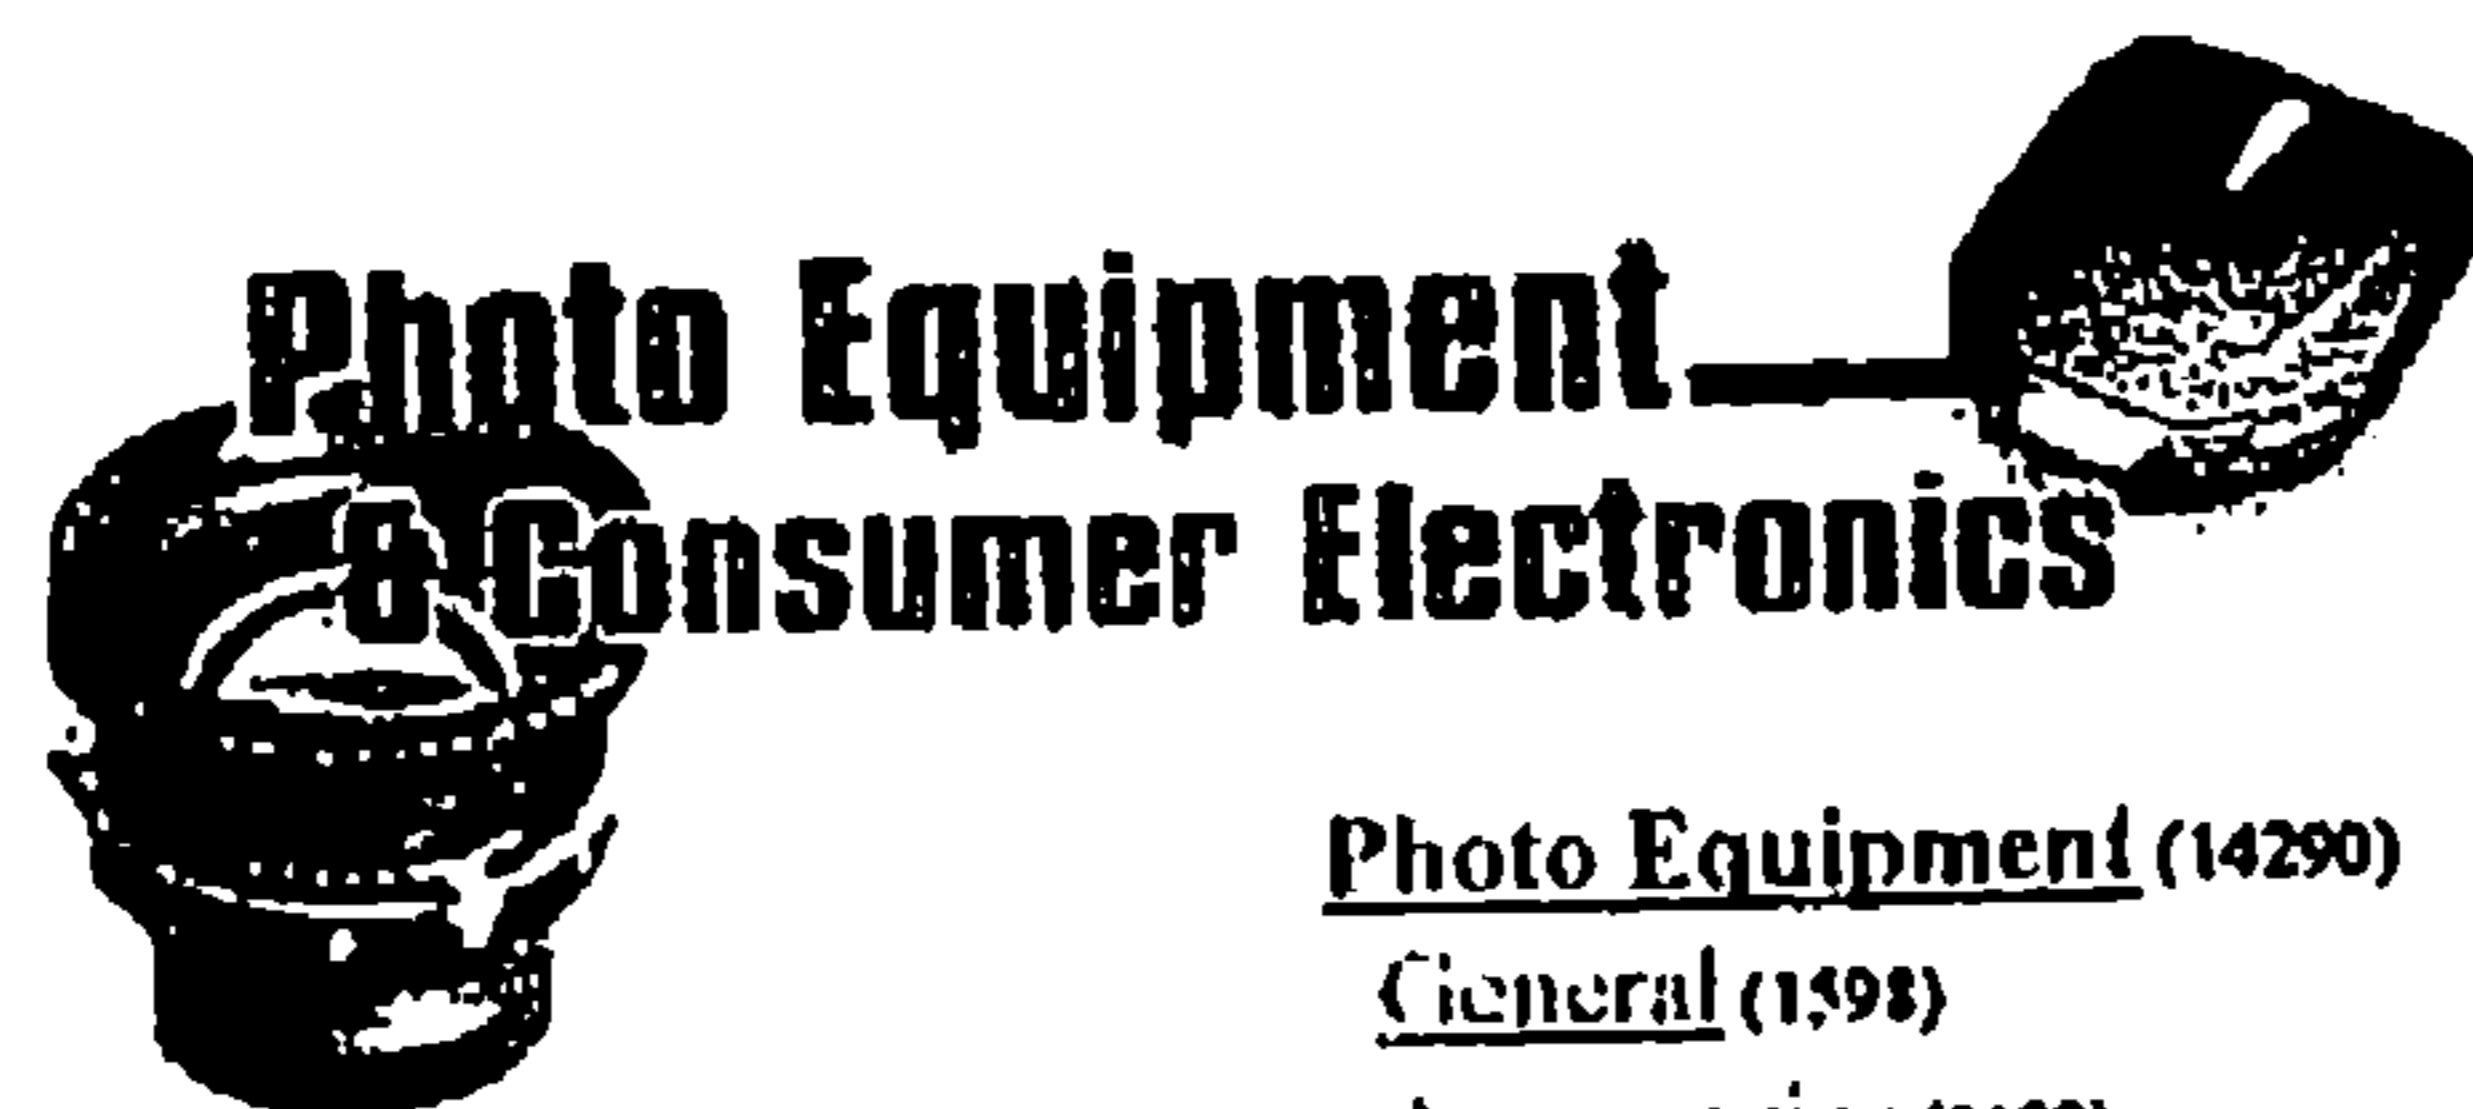 Photo Equipment
& Consumer Electronics
Photo Equipment (14290)
General (1598)